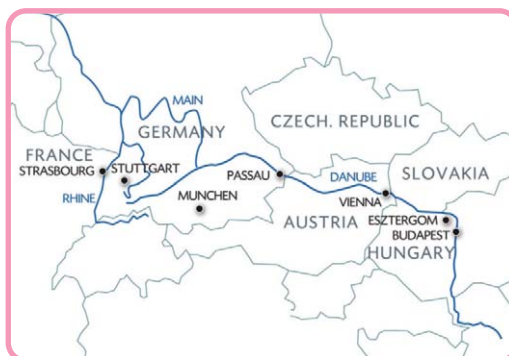 MAIN
GERMANY
CZECH. REPUBLIC
FRANCE
STRASBOURG
STUTTGART
PASSAU
DANUBE
SLOVAKIA
RHINE
MUNCHEN
VIENNA
AUSTRIA
ESZTERGOM
BUDAPEST
HUNGARY